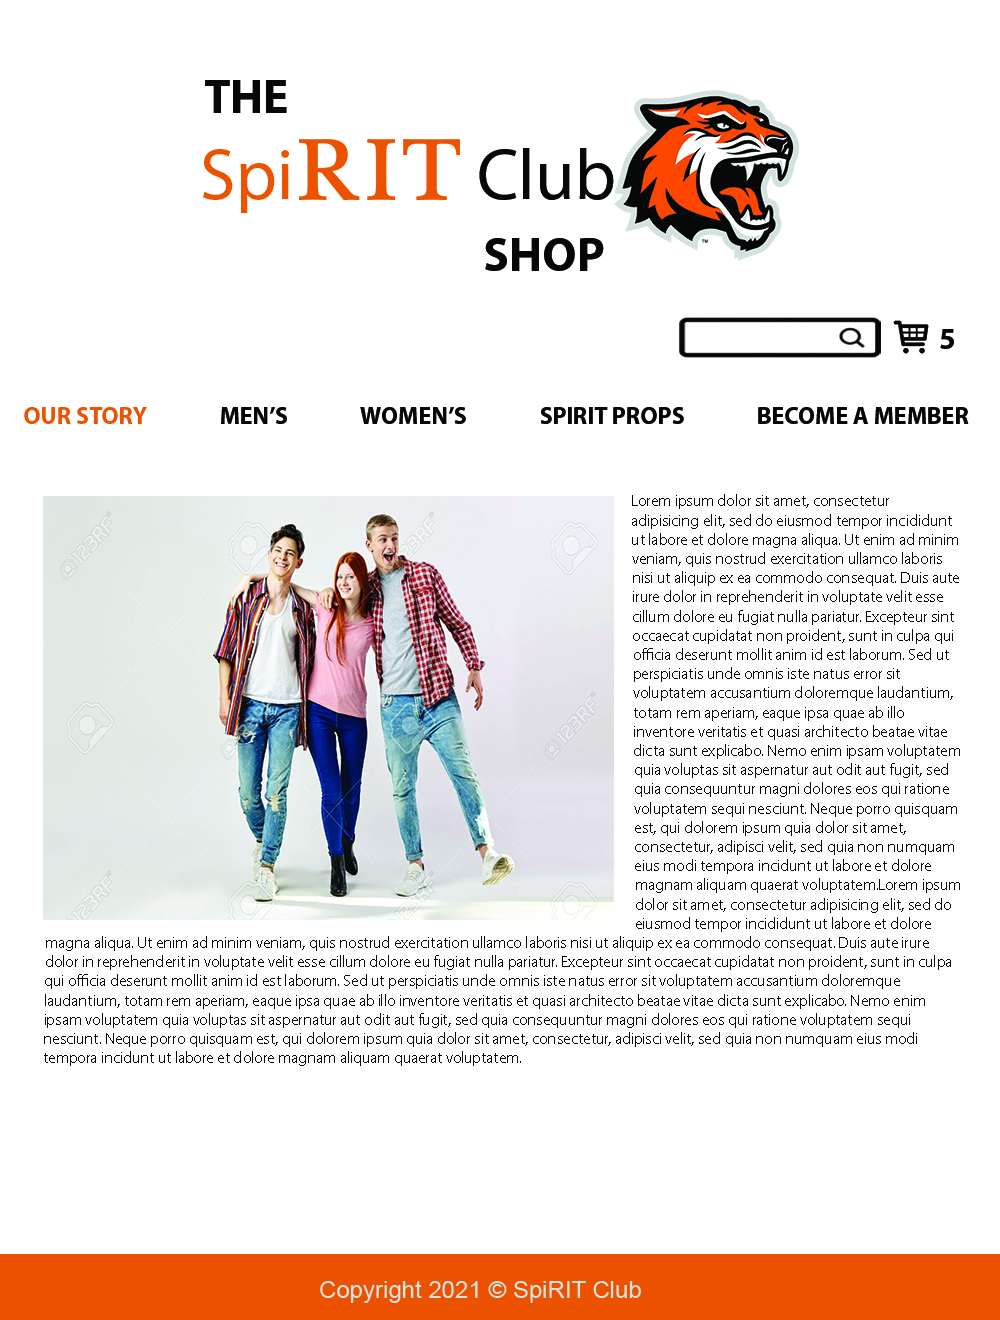 THE
SpiRIT Club
SHOP
™
5
OUR STORY MEN'S WOMEN'S SPIRIT PROPS BECOME A MEMBER
Lorem ipsum dolor sit amet, consectetur
adipisicing elit, sed do eiusmod tempor incididunt
ut labore et dolore magna aliqua. Ut enim ad minim
veniam, quis nostrud exercitation ullamco laboris
nisi ut aliquip ex ea commodo consequat. Duis aute
irure dolor in reprehenderit in voluptate velit esse
cillum dolore eu fugiat nulla pariatur. Excepteur sint
occaecat cupidatat non proident, sunt in culpa qui
officia deserunt mollit anim id est laborum. Sed ut
perspiciatis unde omnis iste natus error sit
voluptatem accusantium doloremque laudantium,
totam rem aperiam, eaque ipsa quae ab illo
inventore veritatis et quasi architecto beatae vitae
dicta sunt explicabo. Nemo enim ipsam voluptatem
quia voluptas sit aspernatur aut odit aut fugit, sed
quia consequuntur magni dolores eos qui ratione
voluptatem sequi nesciunt. Neque porro quisquam
est, qui dolorem ipsum quia dolor sit amet,
consectetur, adipisci velit, sed quia non numquam
eius modi tempora incidunt ut labore et dolore
magnam aliquam quaerat voluptatem.Lorem ipsum
dolor sit amet, consectetur adipisicing elit, sed do
eiusmod tempor incididunt ut labore et dolore
magna aliqua. Ut enim ad minim veniam, quis nostrud exercitation ullamco laboris nisi ut aliquip ex ea commodo consequat. Duis aute irure
dolor in reprehenderit in voluptate velit esse cillum dolore eu fugiat nulla pariatur. Excepteur sint occaecat cupidatat non proident, sunt in culpa
qui officia deserunt mollit anim id est laborum. Sed ut perspiciatis unde omnis iste natus error sit voluptatem accusantium doloremque
laudantium, totam rem aperiam, eaque ipsa quae ab illo inventore veritatis et quasi architecto beatae vitae dicta sunt explicabo. Nemo enim
ipsam voluptatem quia voluptas sit aspernatur aut odit aut fugit, sed quia consequuntur magni dolores eos qui ratione voluptatem sequi
nesciunt. Neque porro quisquam est, qui dolorem ipsum quia dolor sit amet, consectetur, adipisci velit, sed quia non numquam eius modi
tempora incidunt ut labore et dolore magnam aliquam quaerat voluptatem.
123RF
123RF
123RF
123RF
123RF
123RF
Copyright 2021 © SpiRIT Club